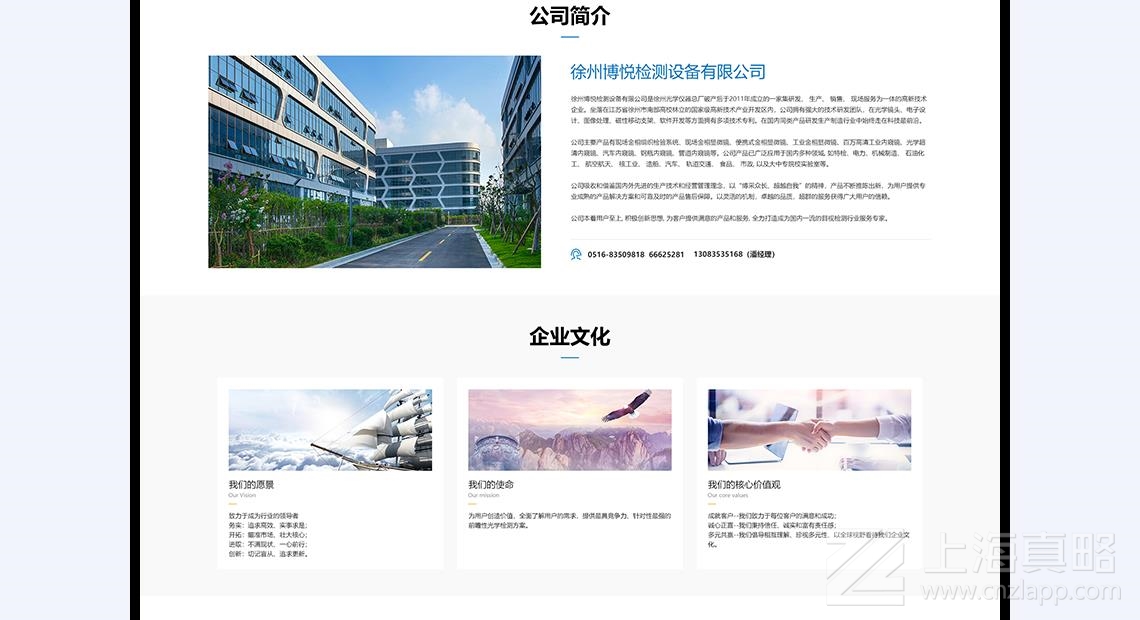 公司简介
徐州博悦检测设备有限公司
徐州博悦检测设备有限公司是徐州光学仪器总厂破产后于2011年成立的一家集研发、 生产、 销售、 现场服务为一体的高新技术
企业。坐落在江苏省徐州市南部高校林立的国家级高新技术产业开发区内，公司拥有强大的技术研发团队，在光学镜头、电子设
计、图像处理、磁性移动支架、软件开发等方面拥有多项技术专利。在国内同类产品研发生产制造行业中始终走在科技最前沿。
公司主要产品有现场金相组织检验系统、现场金相显微镜、便携式金相显微镜、工业金相显微镜、百万高清工业内窥镜、光学超
清内窥镜、汽车内窥镜、钢瓶内窥镜、管道内窥镜等。公司产品已广泛应用于国内多种领域, 如特检、电力、机械制造、 石油化
工、 航空航天、 核工业、 造船、汽车、 轨道交通、 食品、 市政, 以及大中专院校实验室等。
公司吸收和借鉴国内外先进的生产技术和经营管理理念，以“博采众长、超越自我”的精神，产品不断推陈出新，为用户提供专
业成熟的产品解决方案和可靠及时的产品售后保障。以灵活的机制，卓越的品质，超群的服务获得广大用户的信赖。
公司本着用户至上, 积极创新思想, 为客户提供满意的产品和服务, 全力打造成为国内一流的目视检测行业服务专家。
0516-83509818 66625281 13083535168（潘经理）
企业文化
我们的愿景
Our Vision
致力于成为行业的领导者
务实：追求高效、实事求是；
开拓：瞄准市场、壮大核心；
进取：不满现状、一心前行；
创新：切记盲从、追求更新。
我们的使命
Our mission
为用户创造价值，全面了解用户的需求，提供最具竞争力、针对性最强的
前瞻性光学检测方案。
我们的核心价值观
Our core values
成就客户--我们致力于每位客户的满意和成功；
诚心正直--我们秉持信任、诚实和富有责任感；
多元共赢--我们倡导相互理解、珍视多元性、以全球视野看待我们企业文
化。
上海真略
www.cnzlapp.com